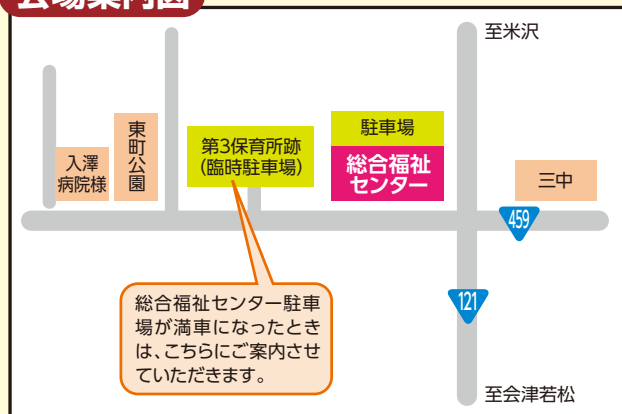 会場案内図
至米沢
駐車場
総合福祉
センター
第3保育所跡
（臨時駐車場）
東町公園
入澤
病院様
三中
459
121
総合福祉センター駐車
場が満車になったとき
は、こちらにご案内させ
ていただきます。
至会津若松